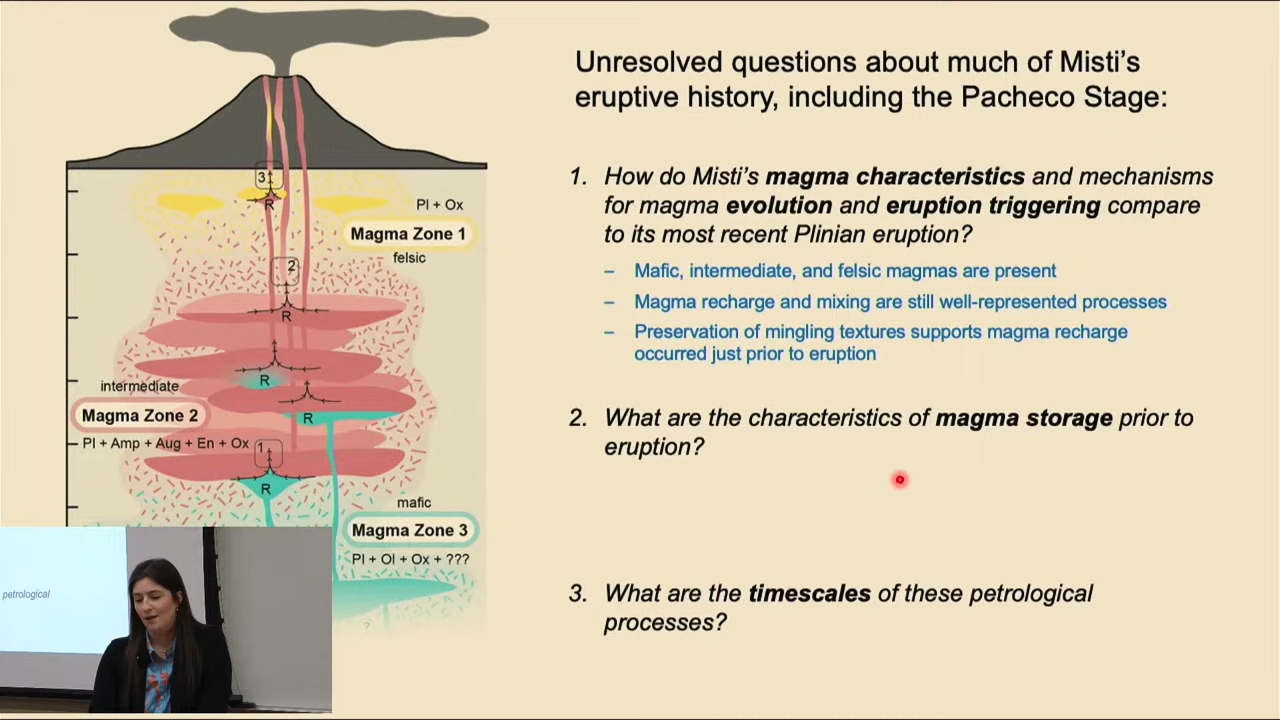 Unresolved questions about much of Misti's
eruptive history, including the Pacheco Stage:
1. How do Misti's magma characteristics and mechanisms
for magma evolution and eruption triggering compare
to its most recent Plinian eruption?
– Mafic, intermediate, and felsic magmas are present
– Magma recharge and mixing are still well-represented processes
– Preservation of mingling textures supports magma recharge
occurred just prior to eruption
2. What are the characteristics of magma storage prior to
eruption?
3. What are the timescales of these petrological
processes?
3
R
Pl + Ox
Magma Zone 1
felsic
2
R
R
intermediate
R
Magma Zone 2
Pl + Amp + Aug + En + Ox
1
R
mafic
Magma Zone 3
Pl + Ol + Ox + ???
?
petrological